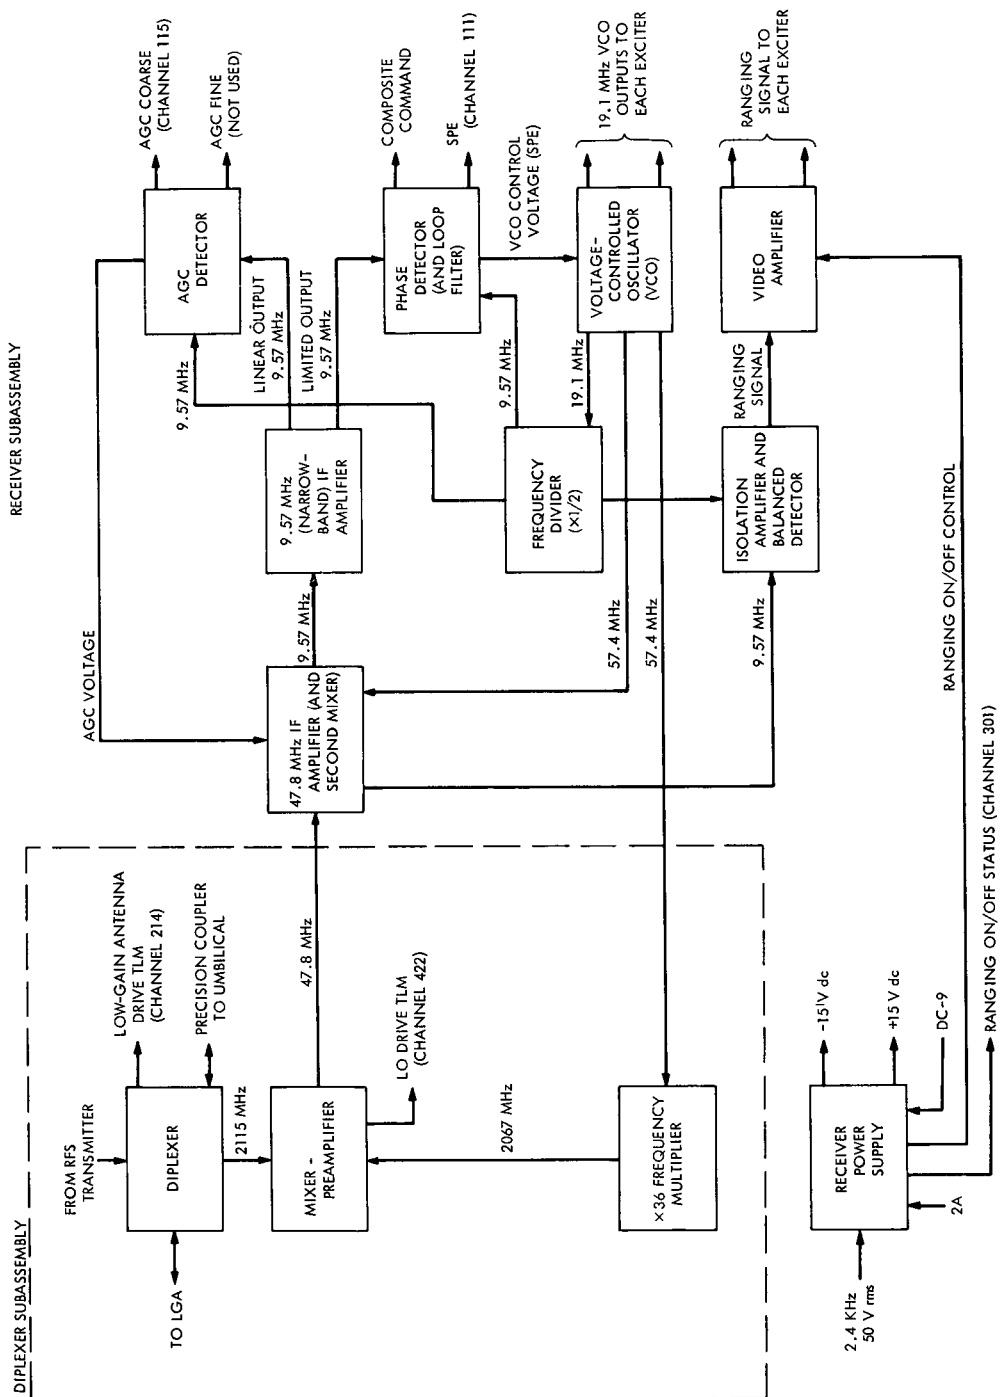 RECEIVER SUBASSEMBLY
AGC COARSE
(CHANNEL 115)
AGC FINE
(NOT USED)
AGC
DETECTOR
AGC VOLTAGE
9.57 MHz
LINEAR OUTPUT
9.57 MHz
LIMITED OUTPUT
9.57 MHz
COMPOSITE
COMMAND
SPE
(CHANNEL 111)
PHASE
DETECTOR
(AND LOOP
FILTER)
VCO CONTROL
VOLTAGE (SPE)
19.1 MHz VCO
OUTPUTS TO
EACH EXCITER
VOLTAGE-
CONTROLLED
OSCILLATOR
(VCO)
RANGING
SIGNAL TO
EACH EXCITER
VIDEO
AMPLIFIER
9.57 MHz
(NARROW-
BAND) IF
AMPLIFIER
9.57 MHz
19.1 MHz
FREQUENCY
DIVIDER
(×1/2)
RANGING
SIGNAL
ISOLATION
AMPLIFIER AND
BALANCED
DETECTOR
9.57 MHz
57.4 MHz
57.4 MHz
9.57 MHz
47.8 MHz IF
AMPLIFIER (AND
SECOND MIXER)
RANGING ON/OFF CONTROL
DIPLEXER SUBASSEMBLY
LOW-GAIN ANTENNA
DRIVE TLM
(CHANNEL 214)
PRECISION COUPLER
TO UMBILICAL
FROM RFS
TRANSMITTER
DIPLEXER
TO LGA
2115 MHz
47.8 MHz
MIXER -
PREAMPLIFIER
LO DRIVE TLM
(CHANNEL 422)
2067 MHz
×36 FREQUENCY
MULTIPLIER
-15 V dc
+15 V dc
DC-9
RANGING ON/OFF STATUS (CHANNEL 301)
RECEIVER
POWER
SUPPLY
2A
2.4 KHz
50 V rms